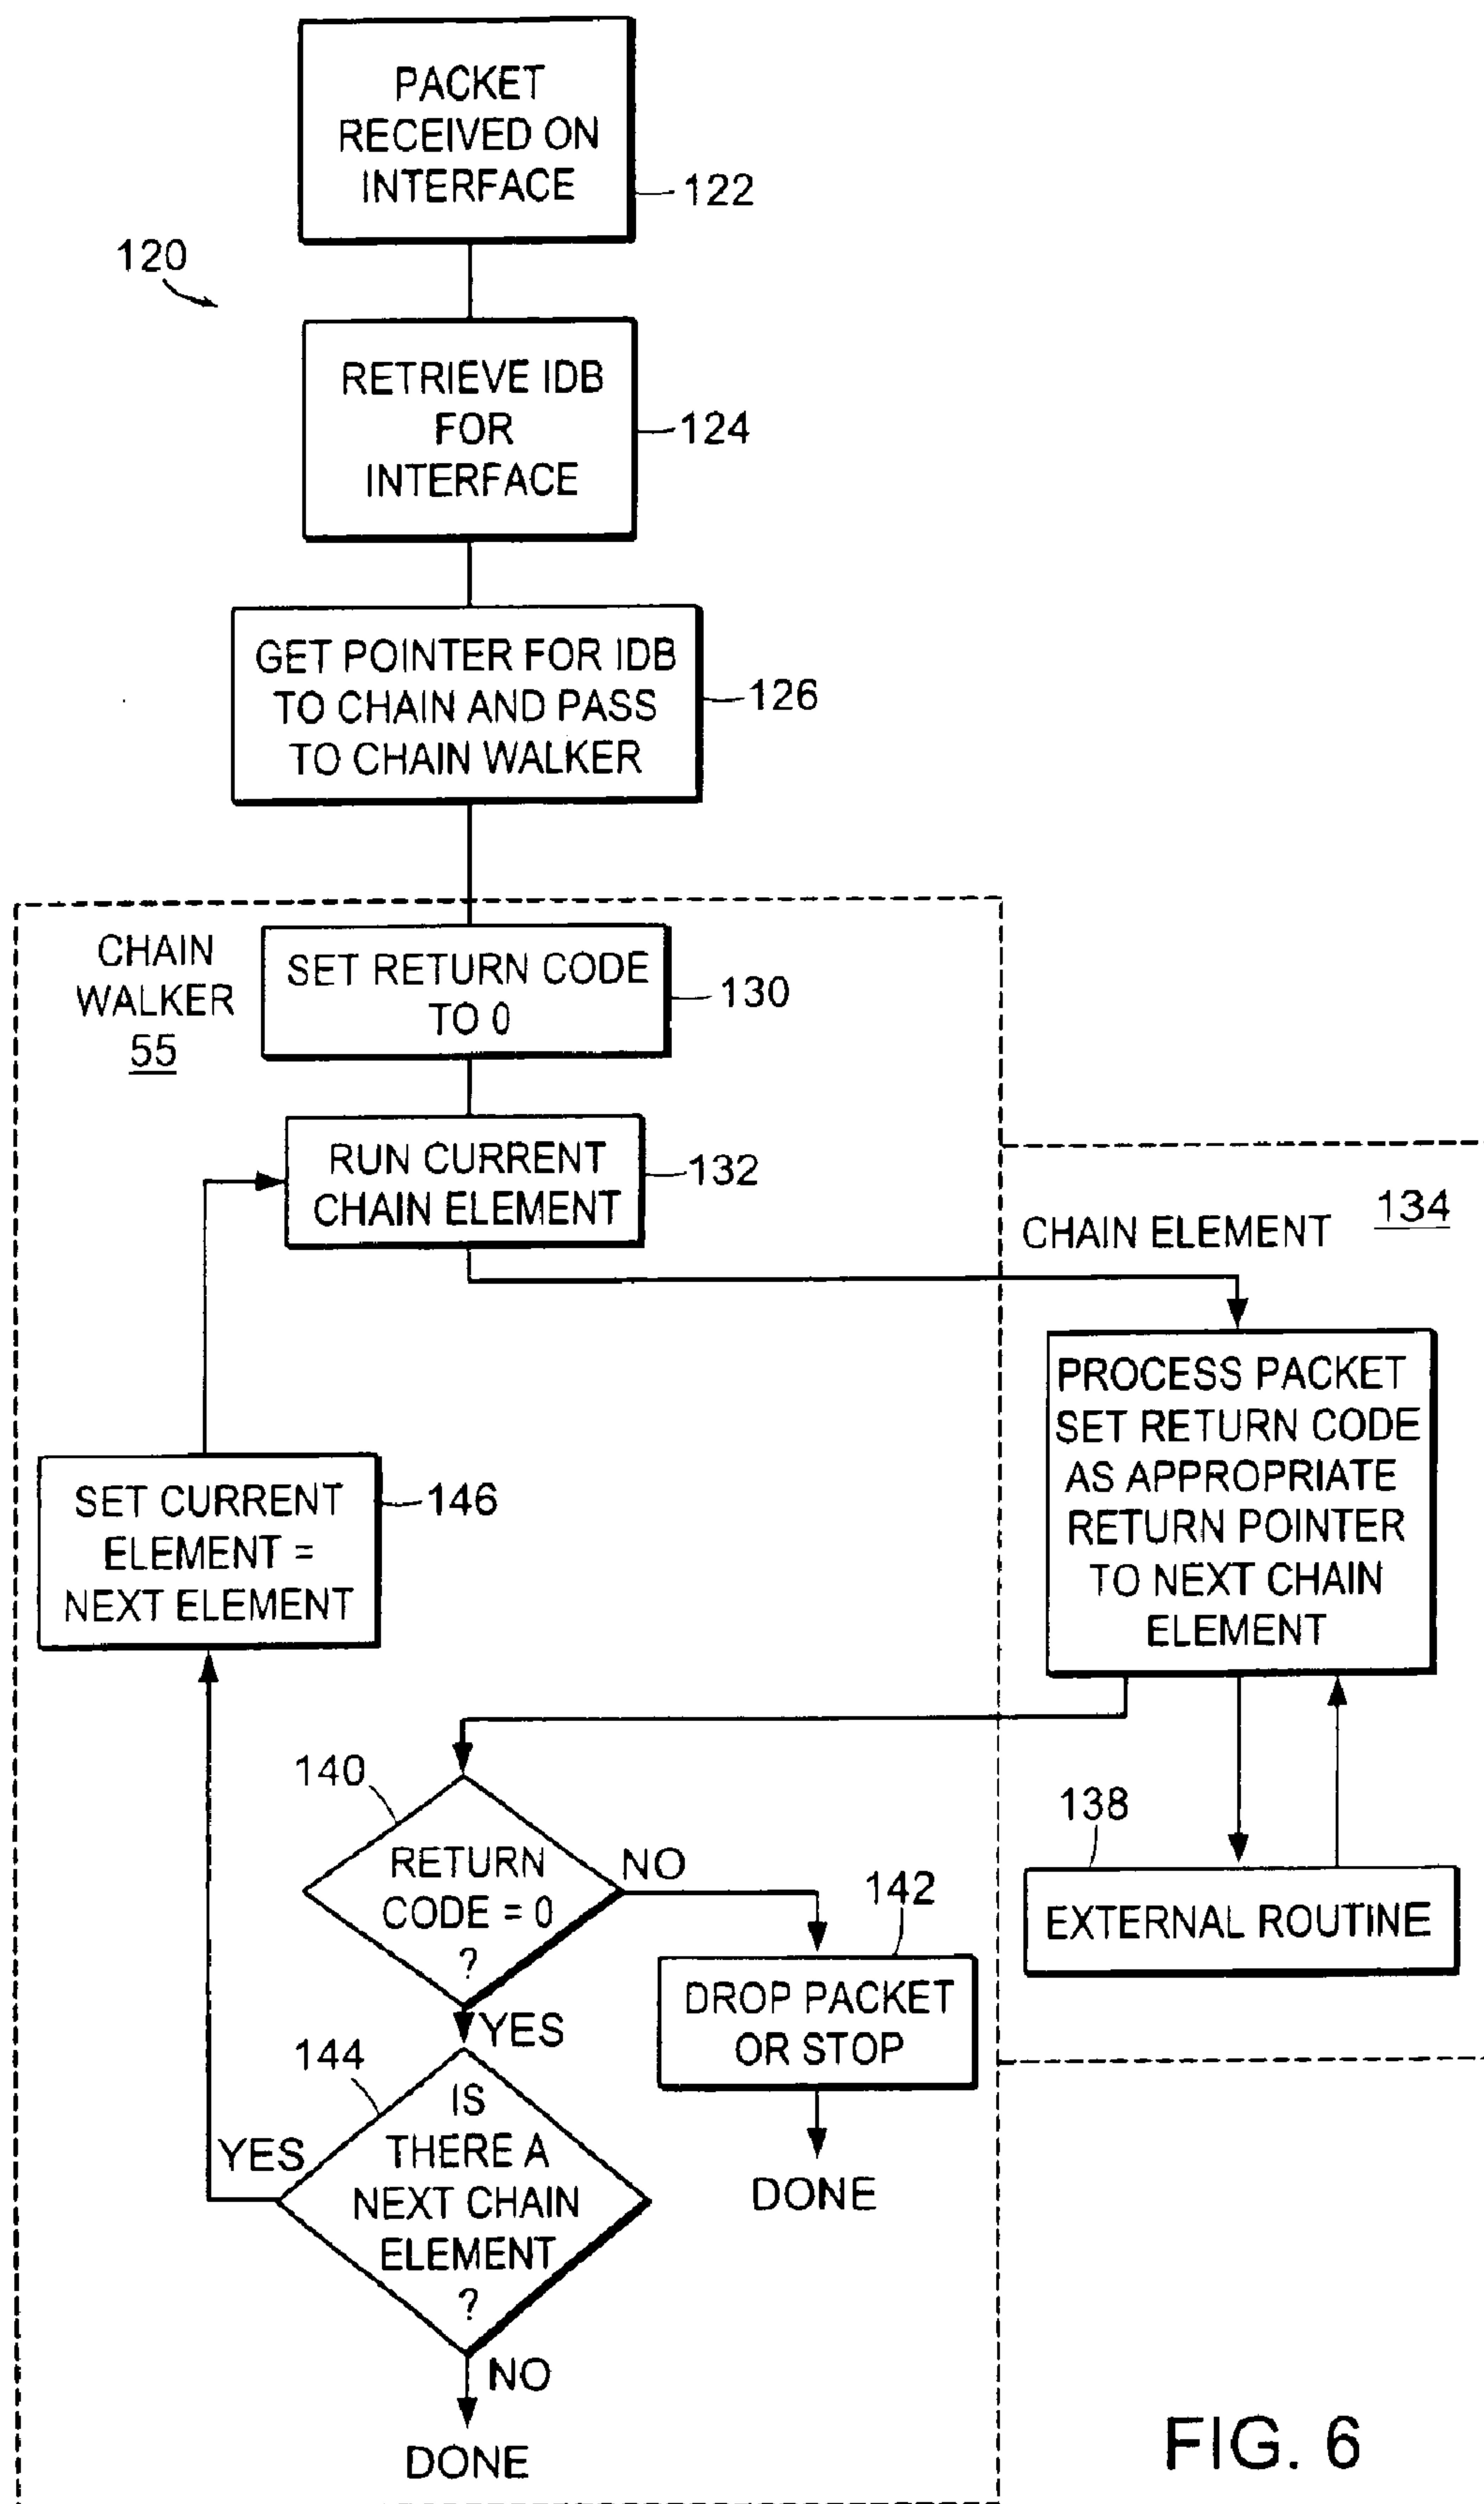 PACKET
RECEIVED ON
INTERFACE
122
120
RETRIEVE IDB
FOR
INTERFACE
124
GET POINTER FOR IDB
TO CHAIN AND PASS
TO CHAIN WALKER
126
CHAIN
WALKER
55
SET RETURN CODE
TO 0
130
RUN CURRENT
CHAIN ELEMENT
132
CHAIN ELEMENT
134
PROCESS PACKET
SET RETURN CODE
AS APPROPRIATE
RETURN POINTER
TO NEXT CHAIN
ELEMENT
SET CURRENT
ELEMENT =
NEXT ELEMENT
146
140
RETURN
CODE = 0
?
NO
YES
142
DROP PACKET
OR STOP
DONE
138
EXTERNAL ROUTINE
144
IS
THERE A
NEXT CHAIN
ELEMENT
?
YES
NO
DONE
FIG. 6